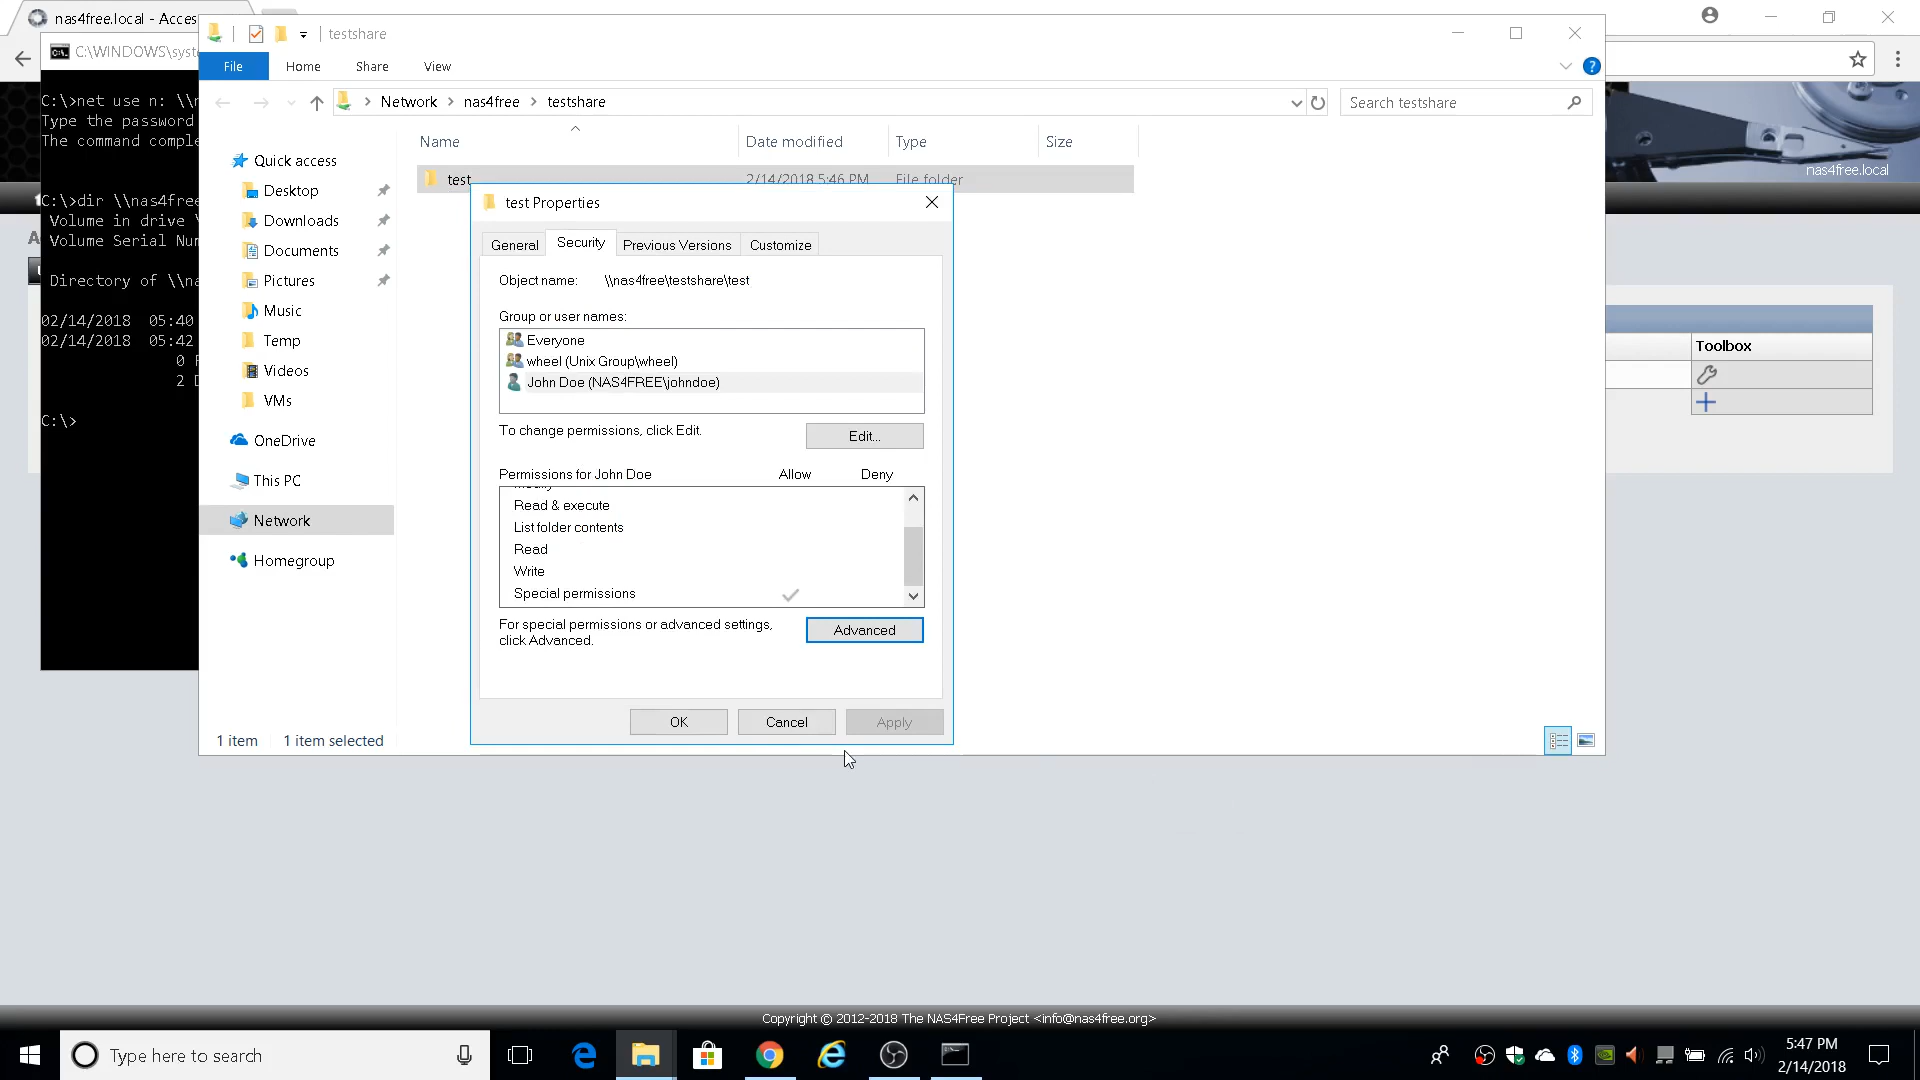 nas4free.local - Acces
C:\WINDOWS\syst
testshare
File
Home
Share
View
C:\>net use n: \\n
Type the password
The command comple
Network
nas4free
testshare
Search testshare
Name
Date modified
Type
Size
nas4free.local
Quick access
Desktop
Downloads
Documents
Pictures
Music
Temp
Videos
VMs
OneDrive
This PC
Network
Homegroup
C:\>dir \\nas4free
Volume in drive
Volume Serial Num
Directory of \\na
02/14/2018 05:40
02/14/2018 05:42
0
2
C:\>
test
2/14/2018 5:46 PM
File folder
test Properties
General
Security
Previous Versions
Customize
Object name:
\\nas4free\testshare\test
Group or user names:
Everyone
wheel (Unix Group\wheel)
John Doe (NAS4FREE\johndoe)
To change permissions, click Edit.
Edit...
Permissions for John Doe
Allow
Deny
Modify
Read & execute
List folder contents
Read
Write
Special permissions
For special permissions or advanced settings,
click Advanced.
Advanced
OK
Cancel
Apply
Toolbox
1 item
1 item selected
Copyright © 2012-2018 The NAS4Free Project <info@nas4free.org>
Type here to search
5:47 PM
2/14/2018